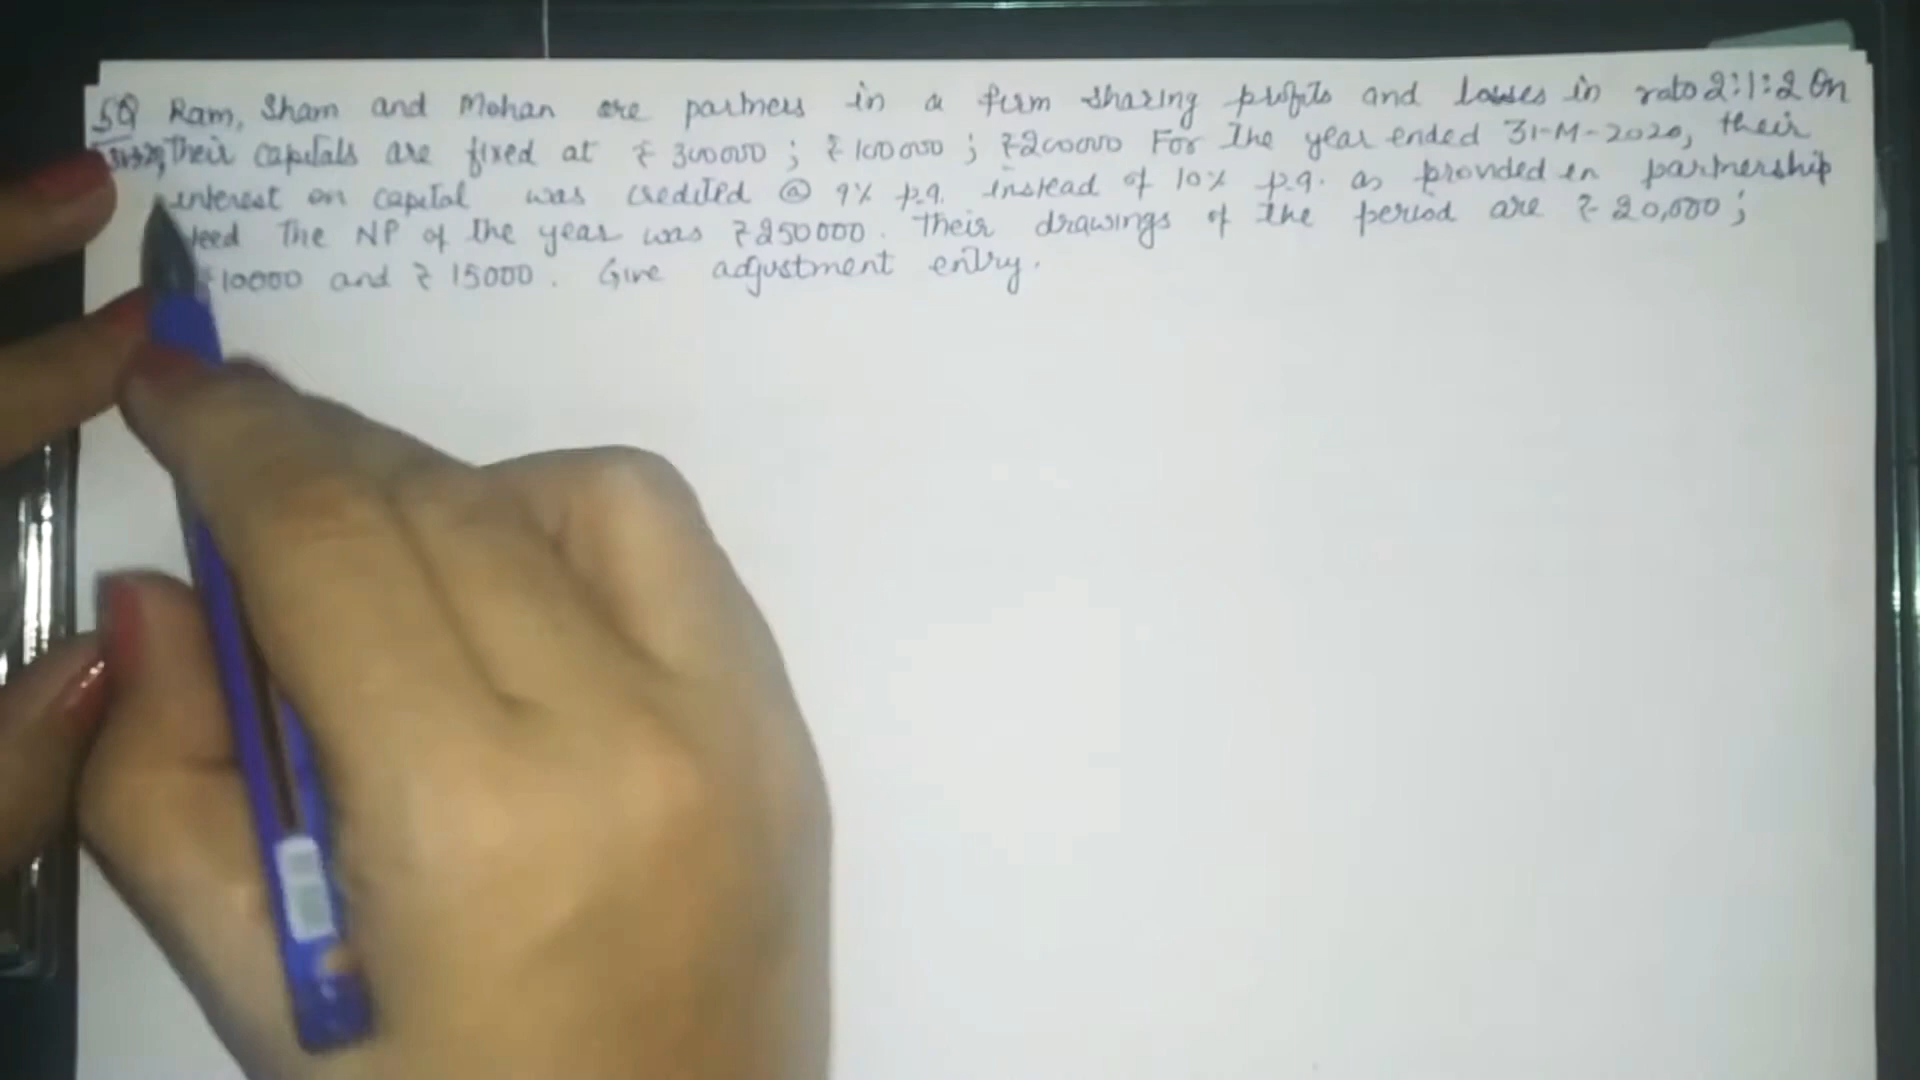 5Q Ram, Sham and Mohan are partners in a firm sharing profits and losses in rato 2:1:2 On
their capitals are fixed at ₹ 300000 ; ₹ 100000 ; ₹ 200000 For the year ended 31-M-2020, their
interest on capital was credited @ 9% p.a. instead of 10% p.a. as provided in partnership
deed The NP of the year was ₹ 250000. Their drawings of the period are ₹ 20,000 ;
₹ 10000 and ₹ 15000. Give adjustment entry.